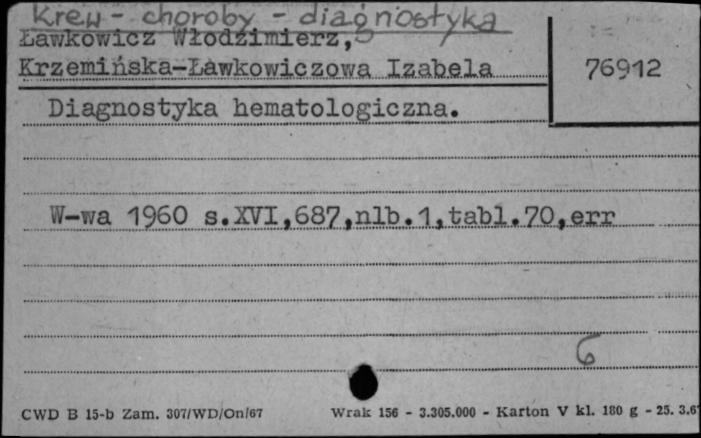 Krew - choroby - diagnostyka
Ławkowicz Włodzimierz,
Krzemińska-Ławkowiczowa Izabela
76912
Diagnostyka hematologiczna.
W-wa 1960 s.XVI,687,nlb.1,tabl.70,err
6
CWD B 15-b Zam. 307/WD/On/67 Wrak 156 - 3.305.000 - Karton V kl. 180 g - 25. 3.6